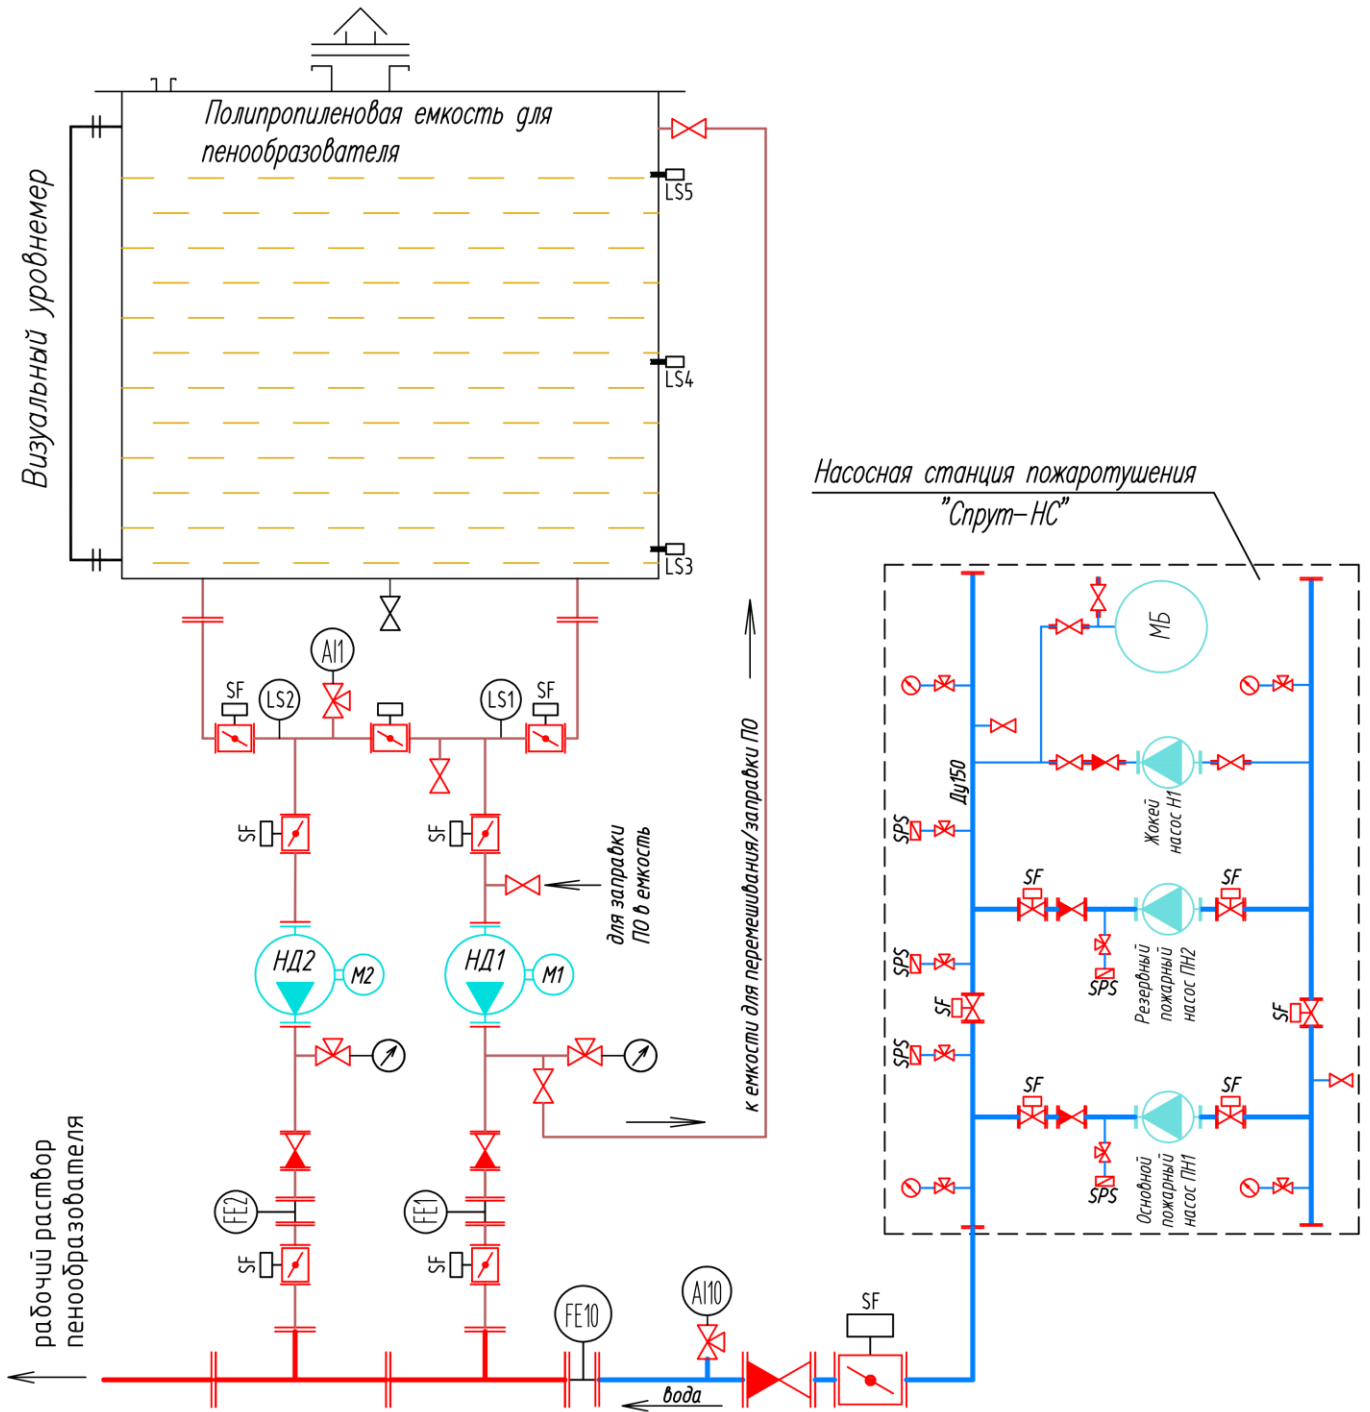 Полипропиленовая емкость для
пенообразователя
Визуальный уровнемер
LS5
LS4
LS3
Насосная станция пожаротушения
"Спрут-НС"
МБ
AI1
SF
LS2
LS1
SF
Ду150
Жокей
насос Н1
SPS
SF
SF
для заправки
ПО в емкость
к емкости для перемешивания/заправки ПО
SF
SF
Резервный
пожарный
насос ПН2
SPS
SPS
НД2
М2
НД1
М1
SF
SF
SPS
SF
SF
Основной
пожарный
насос ПН1
SPS
рабочий раствор
пенообразователя
FE2
FE1
SF
SF
FE10
AI10
SF
вода